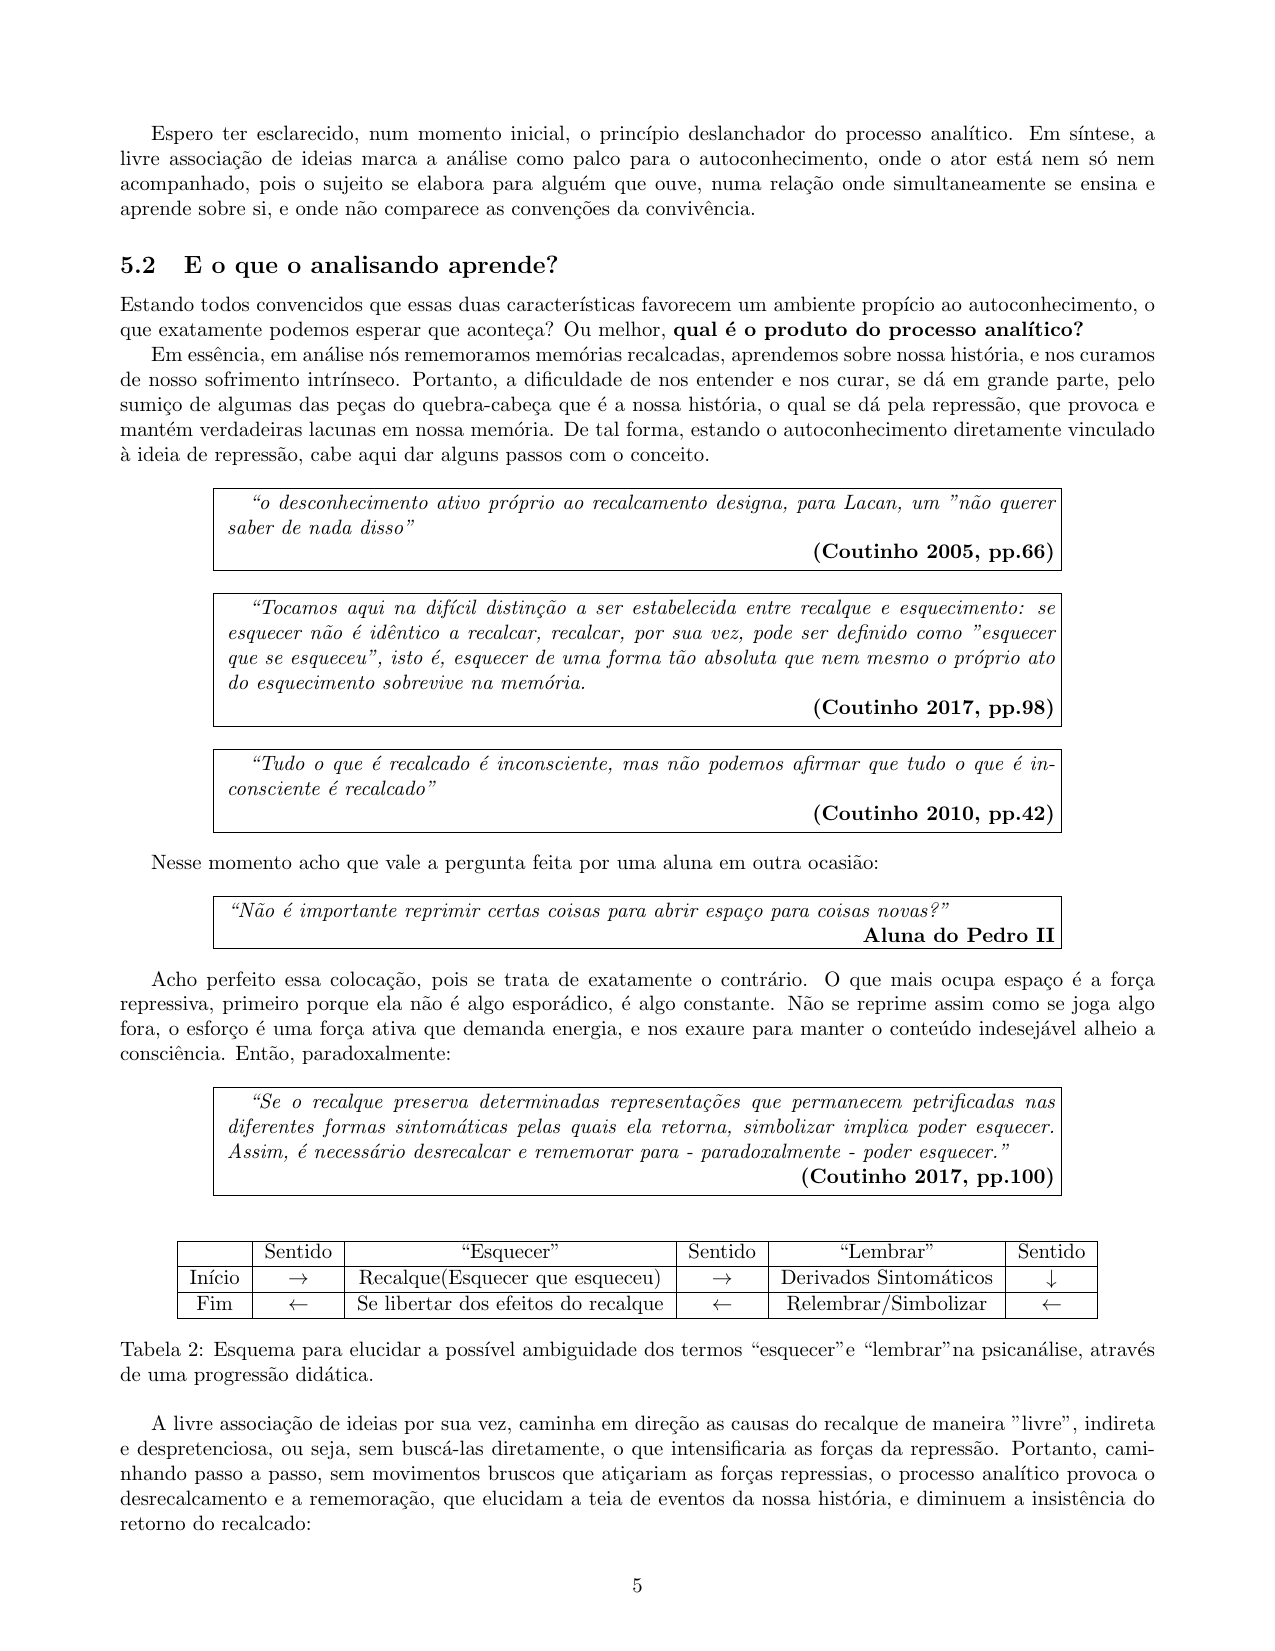 Espero ter esclarecido, num momento inicial, o princípio deslanchador do processo analítico. Em síntese, a
livre associação de ideias marca a análise como palco para o autoconhecimento, onde o ator está nem só nem
acompanhado, pois o sujeito se elabora para alguém que ouve, numa relação onde simultaneamente se ensina e
aprende sobre si, e onde não comparece as convenções da convivência.
5.2 E o que o analisando aprende?
Estando todos convencidos que essas duas características favorecem um ambiente propício ao autoconhecimento, o
que exatamente podemos esperar que aconteça? Ou melhor, qual é o produto do processo analítico?
Em essência, em análise nós rememoramos memórias recalcadas, aprendemos sobre nossa história, e nos curamos
de nosso sofrimento intrínseco. Portanto, a dificuldade de nos entender e nos curar, se dá em grande parte, pelo
sumiço de algumas das peças do quebra-cabeça que é a nossa história, o qual se dá pela repressão, que provoca e
mantém verdadeiras lacunas em nossa memória. De tal forma, estando o autoconhecimento diretamente vinculado
à ideia de repressão, cabe aqui dar alguns passos com o conceito.
“o desconhecimento ativo próprio ao recalcamento designa, para Lacan, um ”não querer
saber de nada disso”
(Coutinho 2005, pp.66)
“Tocamos aqui na difícil distinção a ser estabelecida entre recalque e esquecimento: se
esquecer não é idêntico a recalcar, recalcar, por sua vez, pode ser definido como ”esquecer
que se esqueceu”, isto é, esquecer de uma forma tão absoluta que nem mesmo o próprio ato
do esquecimento sobrevive na memória.
(Coutinho 2017, pp.98)
“Tudo o que é recalcado é inconsciente, mas não podemos afirmar que tudo o que é in-
consciente é recalcado”
(Coutinho 2010, pp.42)
Nesse momento acho que vale a pergunta feita por uma aluna em outra ocasião:
“Não é importante reprimir certas coisas para abrir espaço para coisas novas?”
Aluna do Pedro II
Acho perfeito essa colocação, pois se trata de exatamente o contrário. O que mais ocupa espaço é a força
repressiva, primeiro porque ela não é algo esporádico, é algo constante. Não se reprime assim como se joga algo
fora, o esforço é uma força ativa que demanda energia, e nos exaure para manter o conteúdo indesejável alheio a
consciência. Então, paradoxalmente:
“Se o recalque preserva determinadas representações que permanecem petrificadas nas
diferentes formas sintomáticas pelas quais ela retorna, simbolizar implica poder esquecer.
Assim, é necessário desrecalcar e rememorar para - paradoxalmente - poder esquecer.”
(Coutinho 2017, pp.100)
Sentido “Esquecer” Sentido “Lembrar” Sentido
Início → Recalque(Esquecer que esqueceu) → Derivados Sintomáticos ↓
Fim ← Se libertar dos efeitos do recalque ← Relembrar/Simbolizar ←
Tabela 2: Esquema para elucidar a possível ambiguidade dos termos “esquecer”e “lembrar”na psicanálise, através
de uma progressão didática.
A livre associação de ideias por sua vez, caminha em direção as causas do recalque de maneira ”livre”, indireta
e despretenciosa, ou seja, sem buscá-las diretamente, o que intensificaria as forças da repressão. Portanto, cami-
nhando passo a passo, sem movimentos bruscos que atiçariam as forças repressias, o processo analítico provoca o
desrecalcamento e a rememoração, que elucidam a teia de eventos da nossa história, e diminuem a insistência do
retorno do recalcado:
5